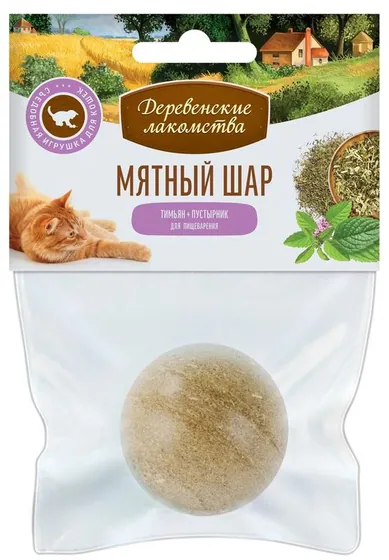 СЪЕДОБНАЯ ИГРУШКА ДЛЯ КОШЕК
Деревенские
лакомства
МЯТНЫЙ ШАР
ТИМЬЯН + ПУСТЫРНИК
ДЛЯ ПИЩЕВАРЕНИЯ